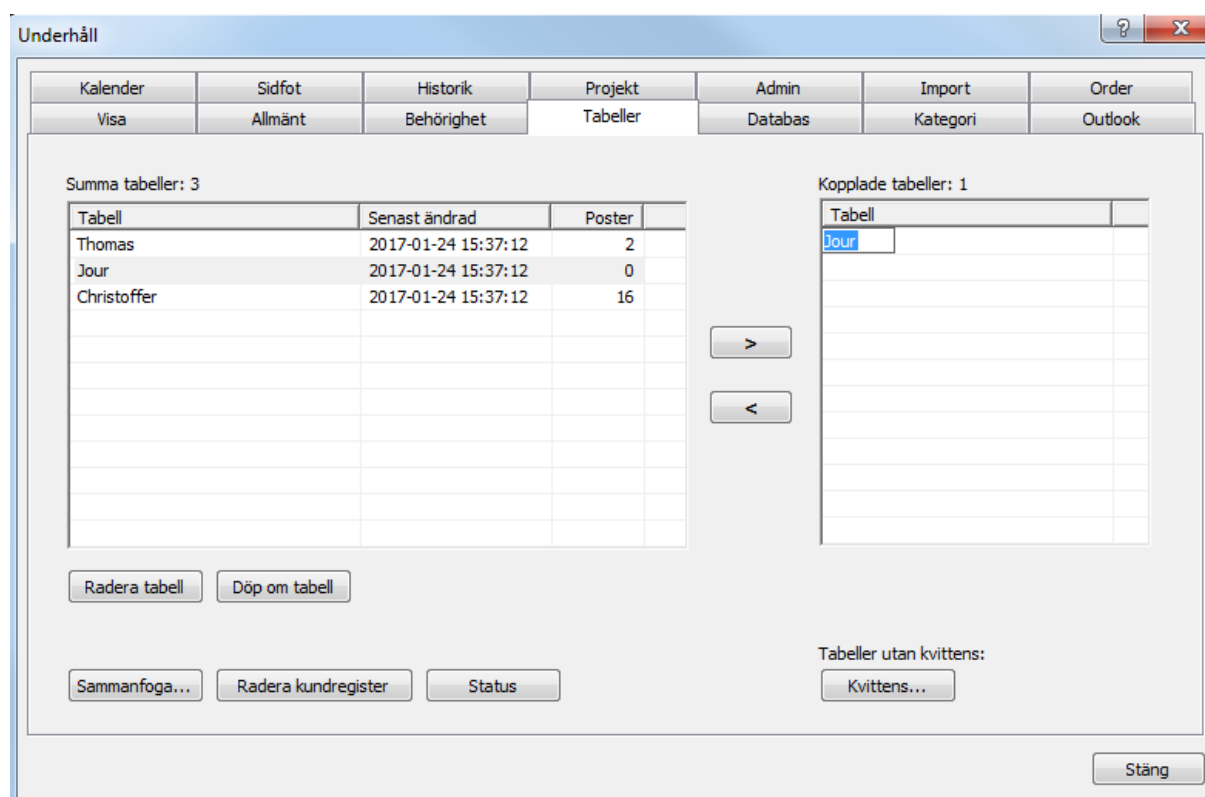 Underhåll
Kalender Sidfot Historik Projekt Admin Import Order
Visa Allmänt Behörighet Tabeller Databas Kategori Outlook
Summa tabeller: 3
Tabell Senast ändrad Poster
Thomas 2017-01-24 15:37:12 2
Jour 2017-01-24 15:37:12 0
Christoffer 2017-01-24 15:37:12 16
Kopplade tabeller: 1
Tabell
Jour
>
<
Radera tabell Döp om tabell
Sammanfoga... Radera kundregister Status
Tabeller utan kvittens:
Kvittens...
Stäng